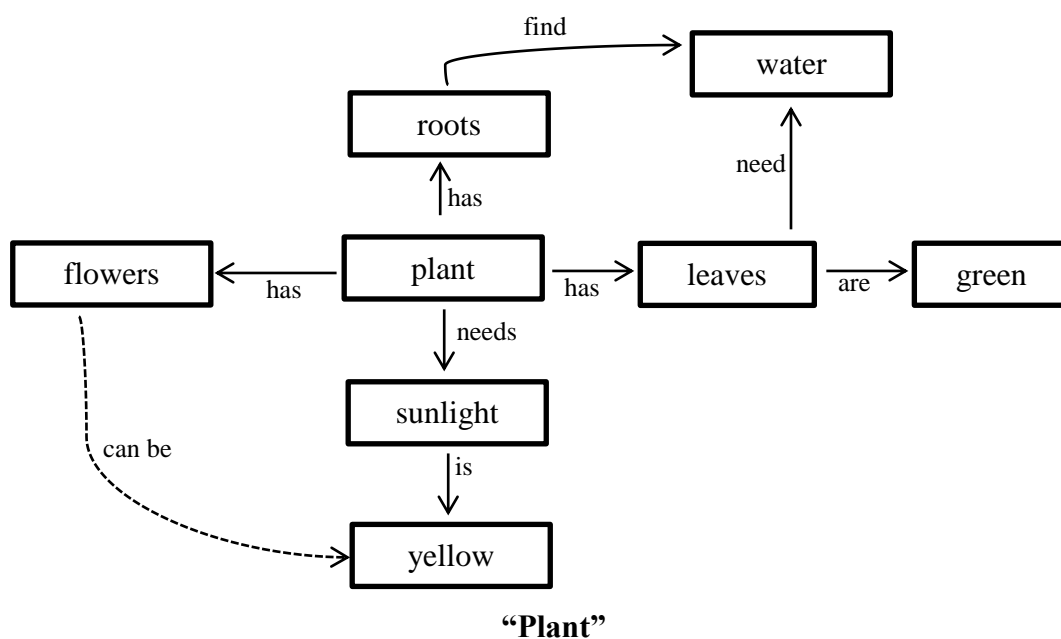 find
water
roots
need
has
flowers
plant
leaves
green
has
has
are
needs
sunlight
can be
is
yellow
“Plant”